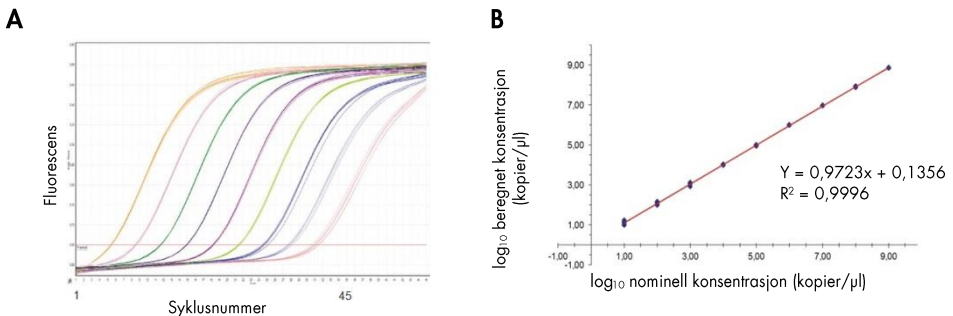 A
Fluorescens
1
45
Syklusnummer
B
log₁₀ beregnet konsentrasjon
(kopier/µl)
9,00
7,00
5,00
3,00
1,00
-1,00
-1,00 1,00 3,00 5,00 7,00 9,00
Y = 0,9723x + 0,1356
R² = 0,9996
log₁₀ nominell konsentrasjon (kopier/µl)